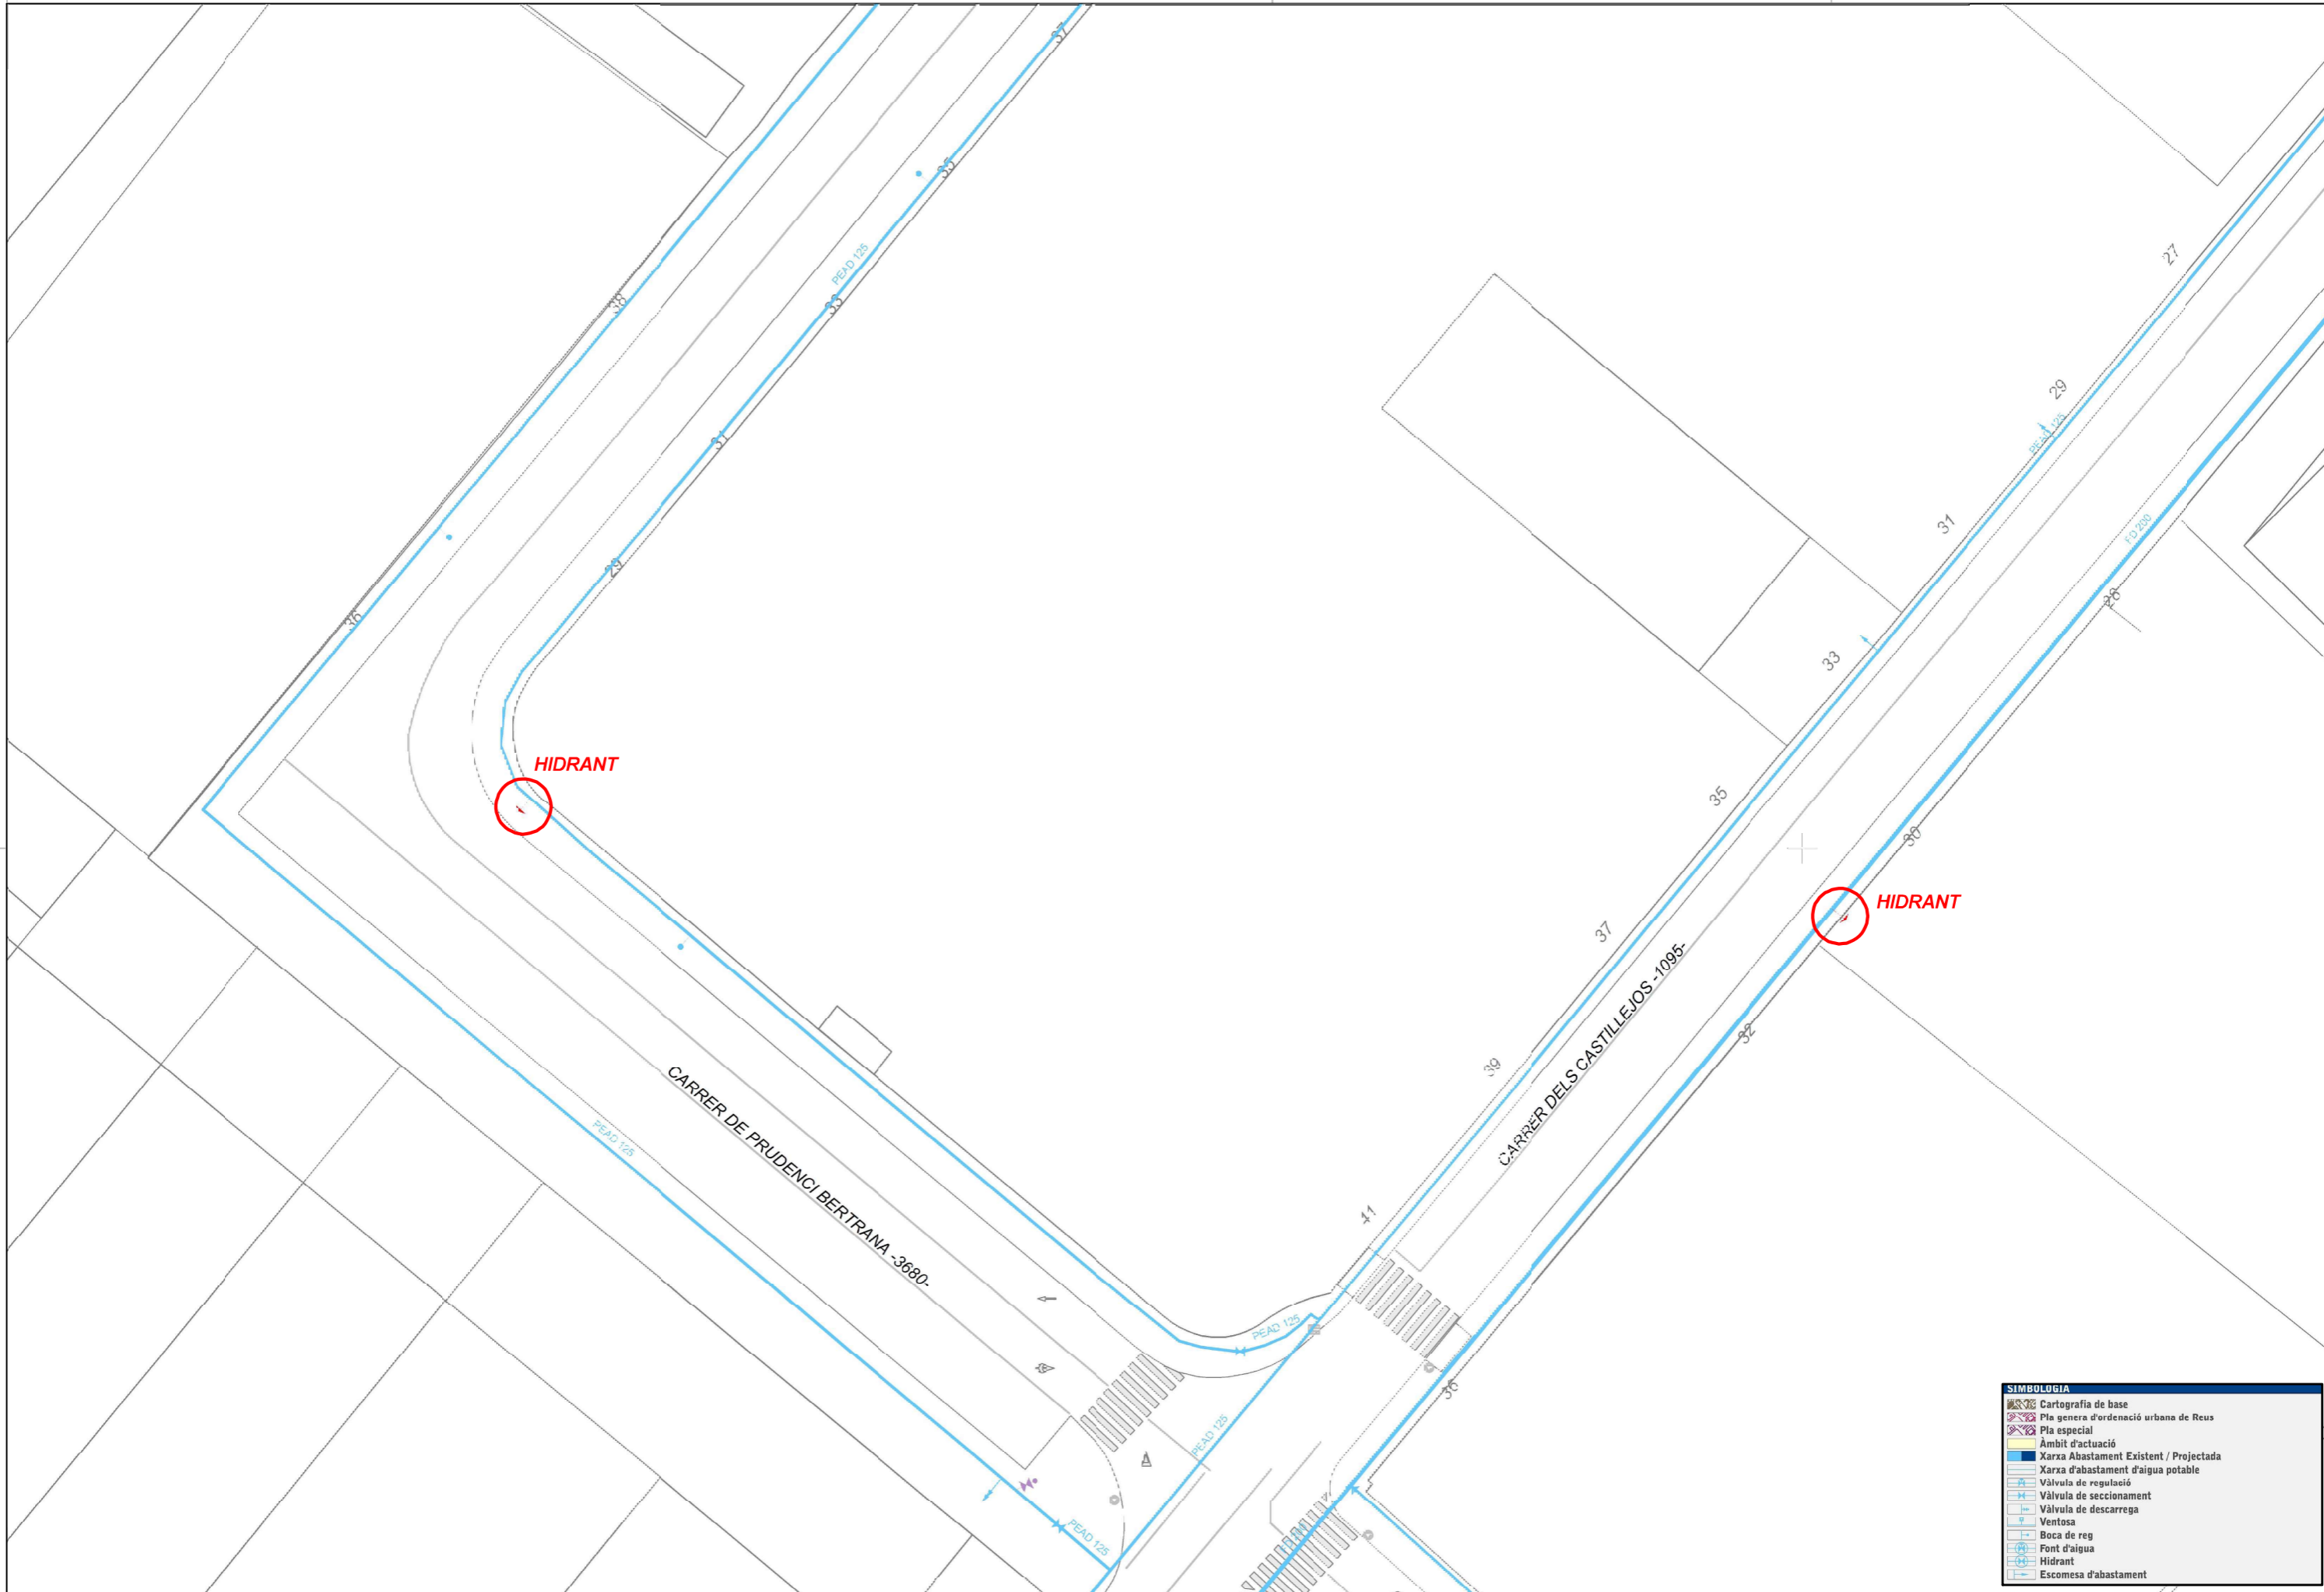 37
35
PEAD 125
33
38
31
29
36
HIDRANT
27
29
PEAD 125
31
FD 200
28
33
35
30
HIDRANT
37
32
CARRER DELS CASTILLEJOS -1095-
39
CARRER DE PRUDENCI BERTRANA -3680-
PEAD 125
41
PEAD 125
36
PEAD 125
PEAD 125
SIMBOLOGIA
Cartografia de base
Pla genera d'ordenació urbana de Reus
Pla especial
Àmbit d'actuació
Xarxa Abastament Existent / Projectada
Xarxa d'abastament d'aigua potable
Vàlvula de regulació
Vàlvula de seccionament
Vàlvula de descarrega
Ventosa
Boca de reg
Font d'aigua
Hidrant
Escomesa d'abastament